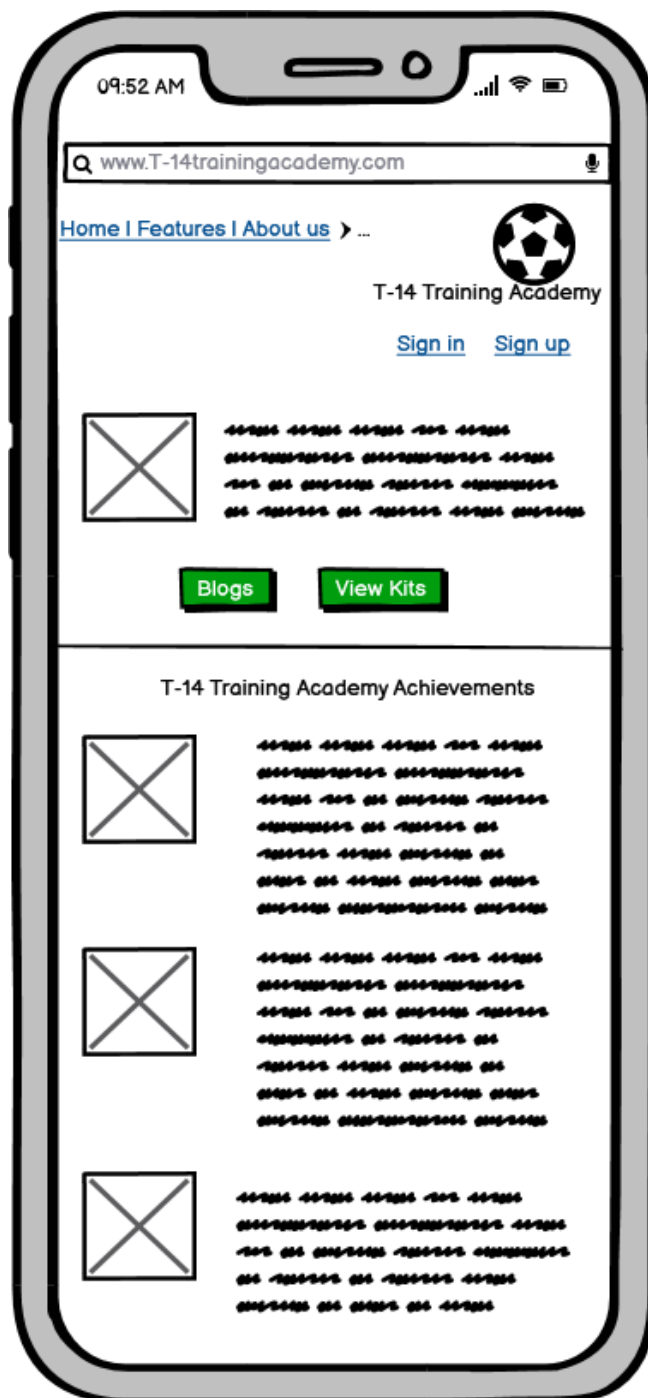 09:52 AM
www.T-14trainingacademy.com
Home I Features I About us ❯ ...
T-14 Training Academy
Sign in Sign up
Blogs View Kits
T-14 Training Academy Achievements